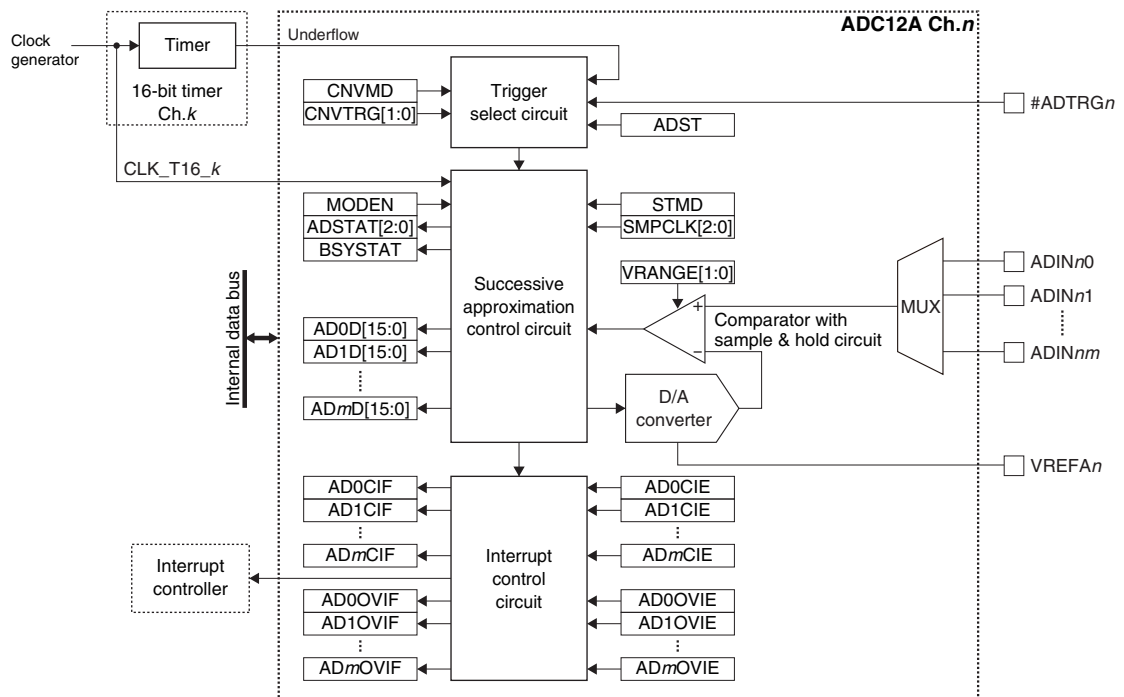 ADC12A Ch.n
Clock
generator
Timer
Underflow
16-bit timer
Ch.k
CNVMD
CNVTRG[1:0]
Trigger
select circuit
#ADTRGn
ADST
CLK_T16_k
MODEN
ADSTAT[2:0]
BSYSTAT
STMD
SMPCLK[2:0]
VRANGE[1:0]
Successive
approximation
control circuit
MUX
ADINn0
ADINn1
ADINnm
Comparator with
sample & hold circuit
+
−
Internal data bus
AD0D[15:0]
AD1D[15:0]
ADmD[15:0]
D/A
converter
VREFAn
AD0CIF
AD1CIF
ADmCIF
AD0CIE
AD1CIE
ADmCIE
Interrupt
controller
Interrupt
control
circuit
AD0OVIF
AD1OVIF
ADmOVIF
AD0OVIE
AD1OVIE
ADmOVIE